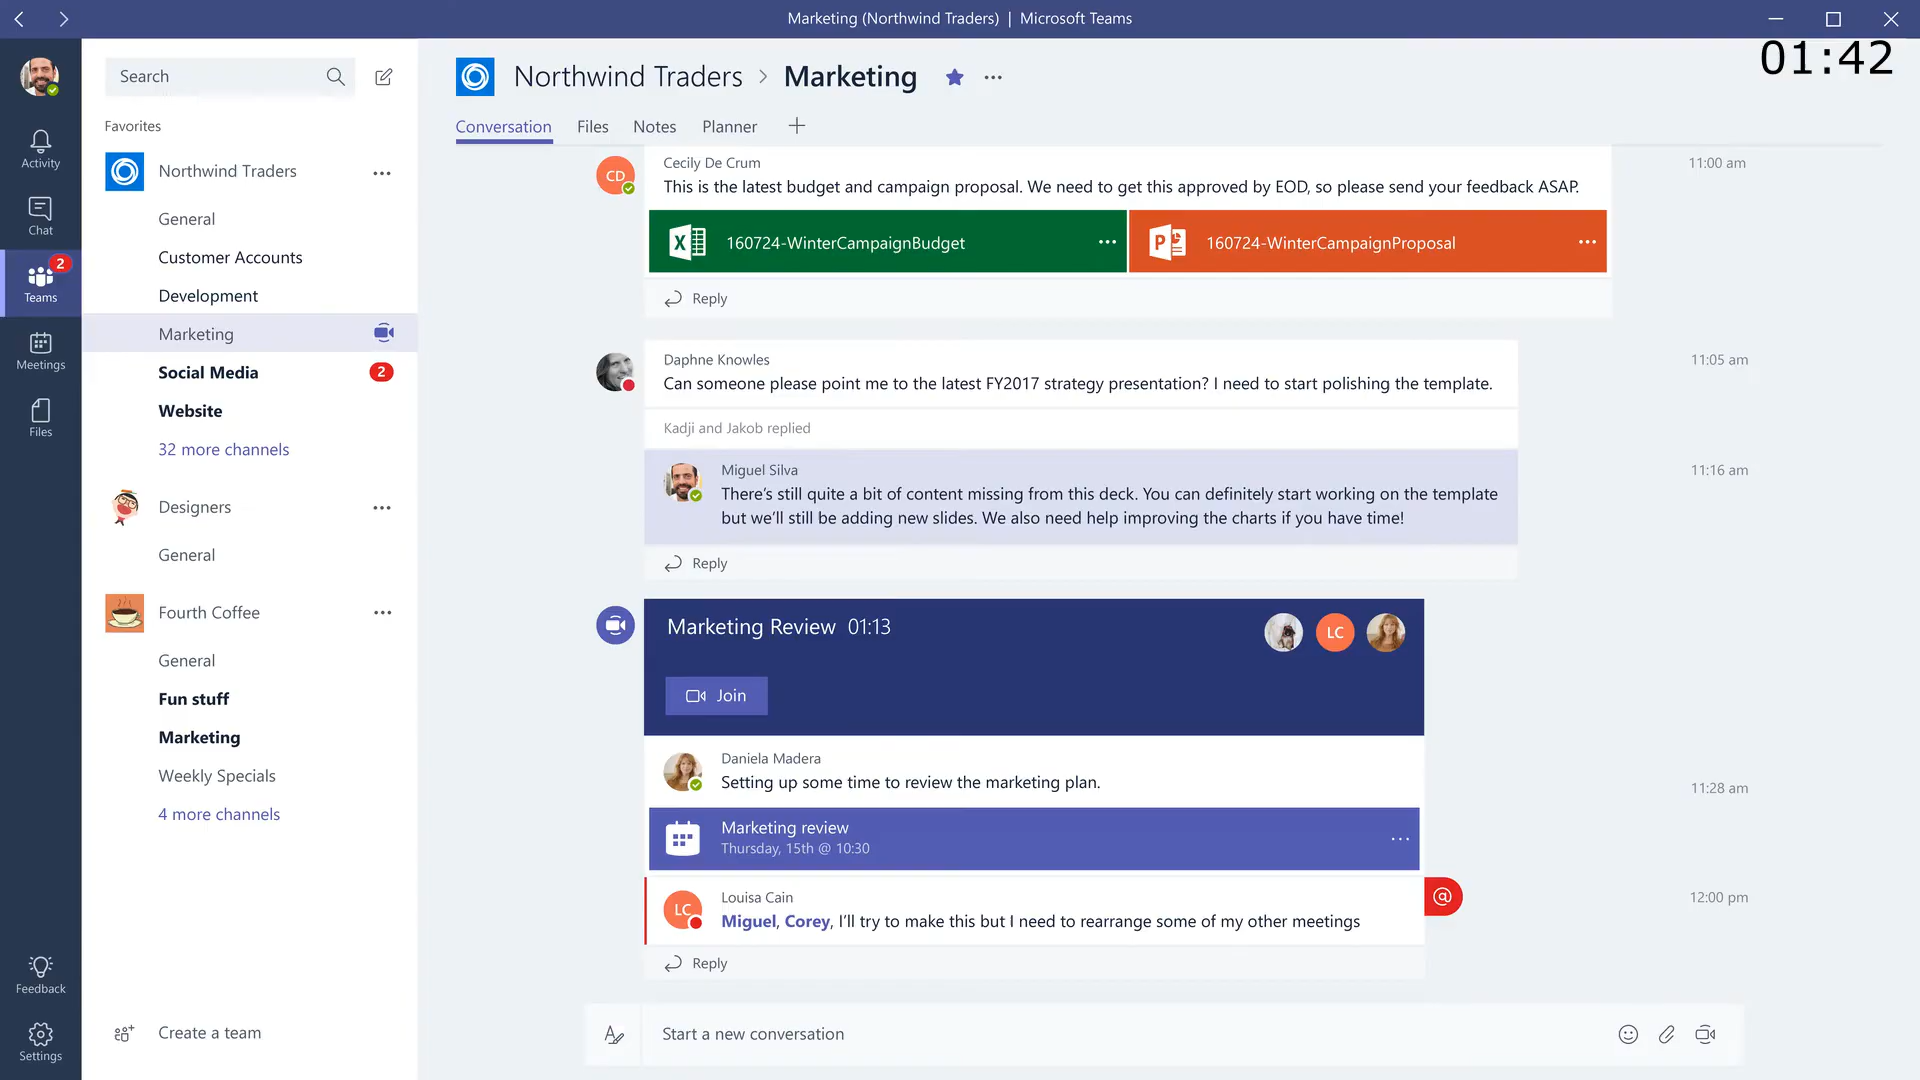 Marketing (Northwind Traders) | Microsoft Teams
01:42
Search
Northwind Traders > Marketing
Favorites
Conversation Files Notes Planner
Activity
Chat
2
Teams
Meetings
Files
Feedback
Settings
Northwind Traders
General
Customer Accounts
Development
Marketing
Social Media 2
Website
32 more channels
Designers
General
Fourth Coffee
General
Fun stuff
Marketing
Weekly Specials
4 more channels
Create a team
CD
Cecily De Crum
11:00 am
This is the latest budget and campaign proposal. We need to get this approved by EOD, so please send your feedback ASAP.
160724-WinterCampaignBudget
160724-WinterCampaignProposal
Reply
Daphne Knowles
11:05 am
Can someone please point me to the latest FY2017 strategy presentation? I need to start polishing the template.
Kadji and Jakob replied
Miguel Silva
11:16 am
There's still quite a bit of content missing from this deck. You can definitely start working on the template
but we'll still be adding new slides. We also need help improving the charts if you have time!
Reply
Marketing Review 01:13
LC
Join
Daniela Madera
Setting up some time to review the marketing plan.
11:28 am
Marketing review
Thursday, 15th @ 10:30
LC
Louisa Cain
@
12:00 pm
Miguel, Corey, I'll try to make this but I need to rearrange some of my other meetings
Reply
Start a new conversation